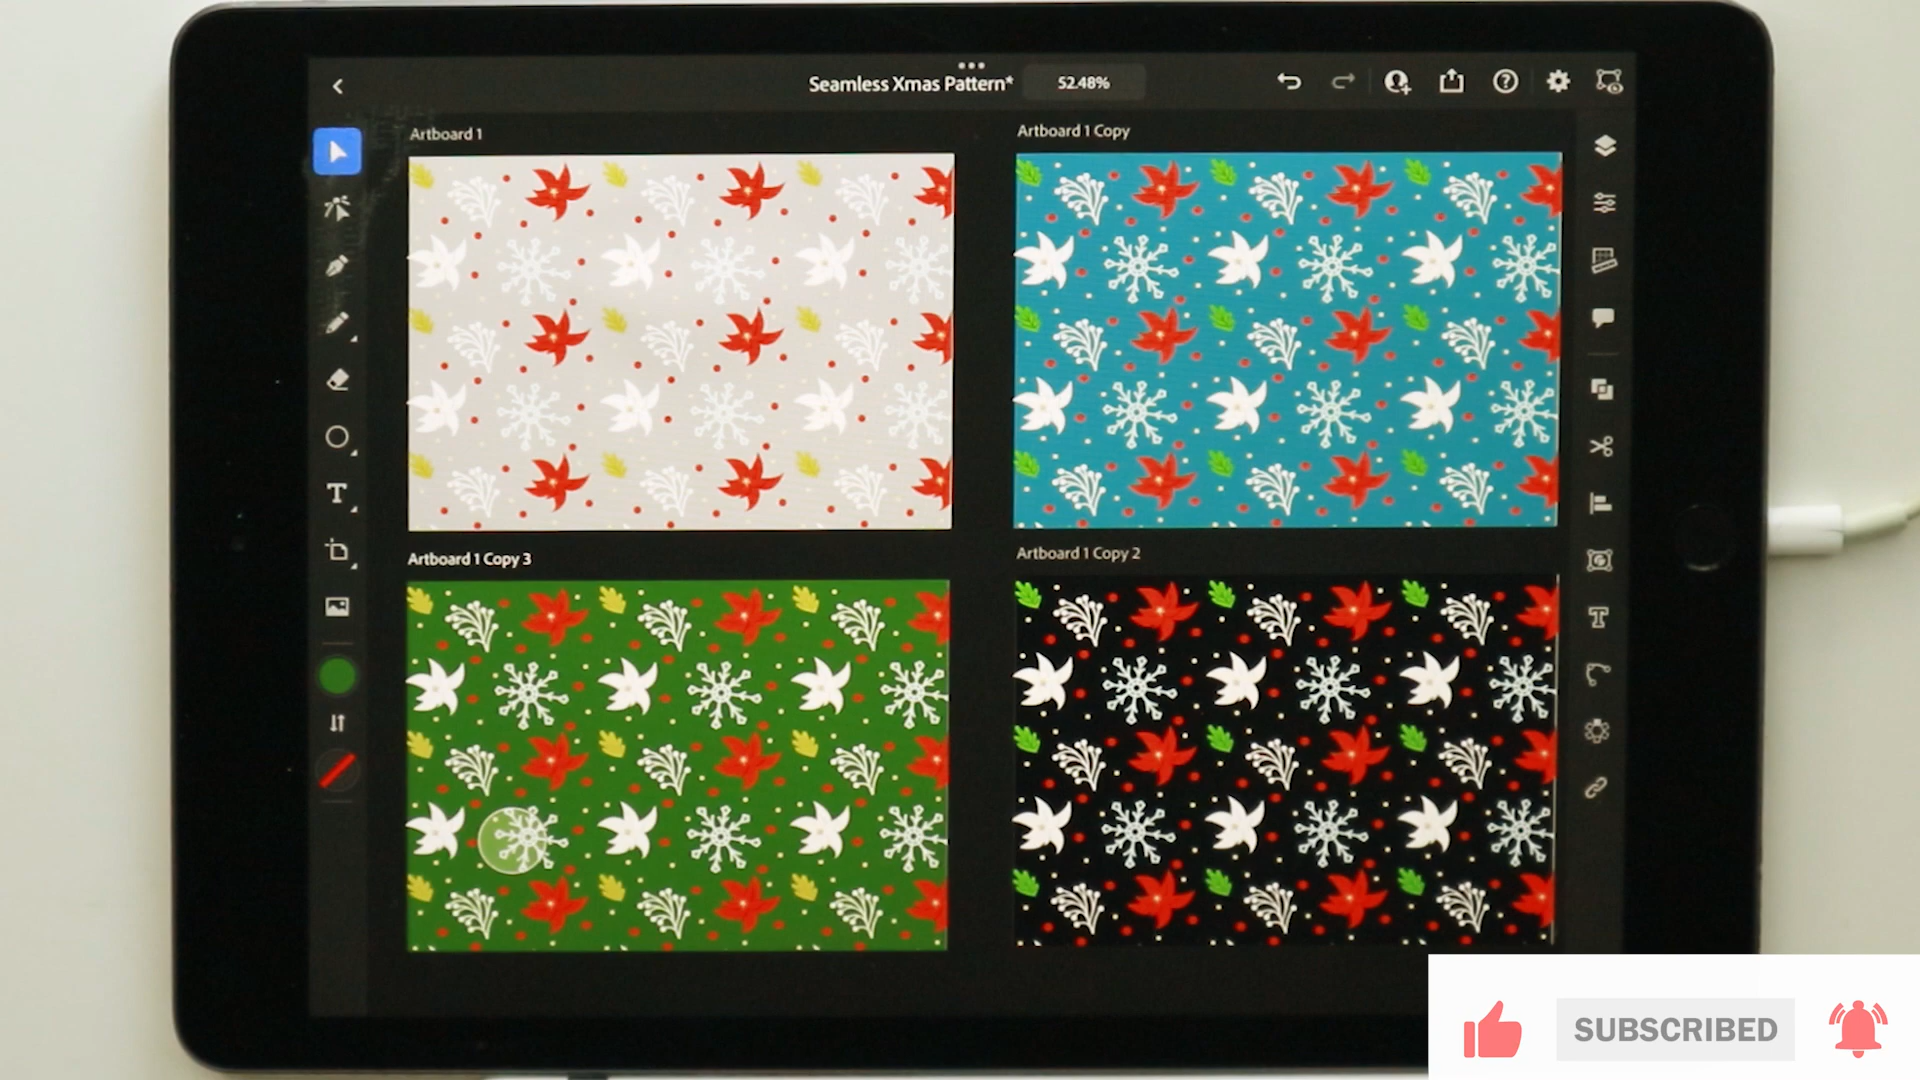 Seamless Xmas Pattern*
52.48%
Artboard 1
Artboard 1 Copy
T
Artboard 1 Copy 3
Artboard 1 Copy 2
SUBSCRIBED